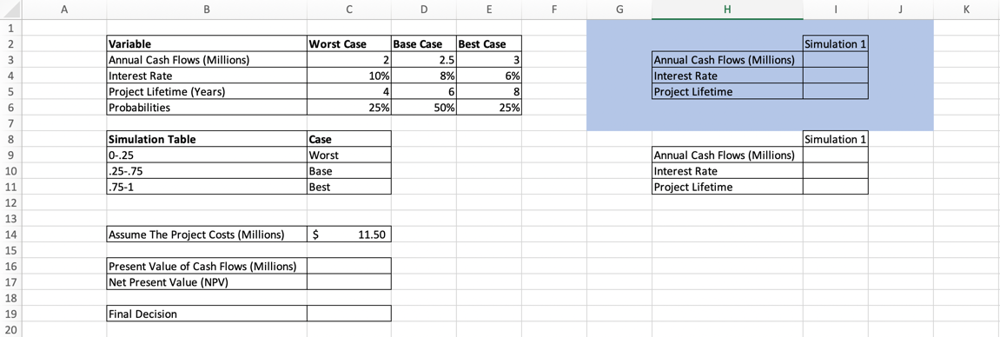 A B C D E F G H I J K
1
2 Variable Worst Case Base Case Best Case Simulation 1
3 Annual Cash Flows (Millions) 2 2.5 3 Annual Cash Flows (Millions)
4 Interest Rate 10% 8% 6% Interest Rate
5 Project Lifetime (Years) 4 6 8 Project Lifetime
6 Probabilities 25% 50% 25%
7
8 Simulation Table Case Simulation 1
9 0-.25 Worst Annual Cash Flows (Millions)
10 .25-.75 Base Interest Rate
11 .75-1 Best Project Lifetime
12
13
14 Assume The Project Costs (Millions) $ 11.50
15
16 Present Value of Cash Flows (Millions)
17 Net Present Value (NPV)
18
19 Final Decision
20